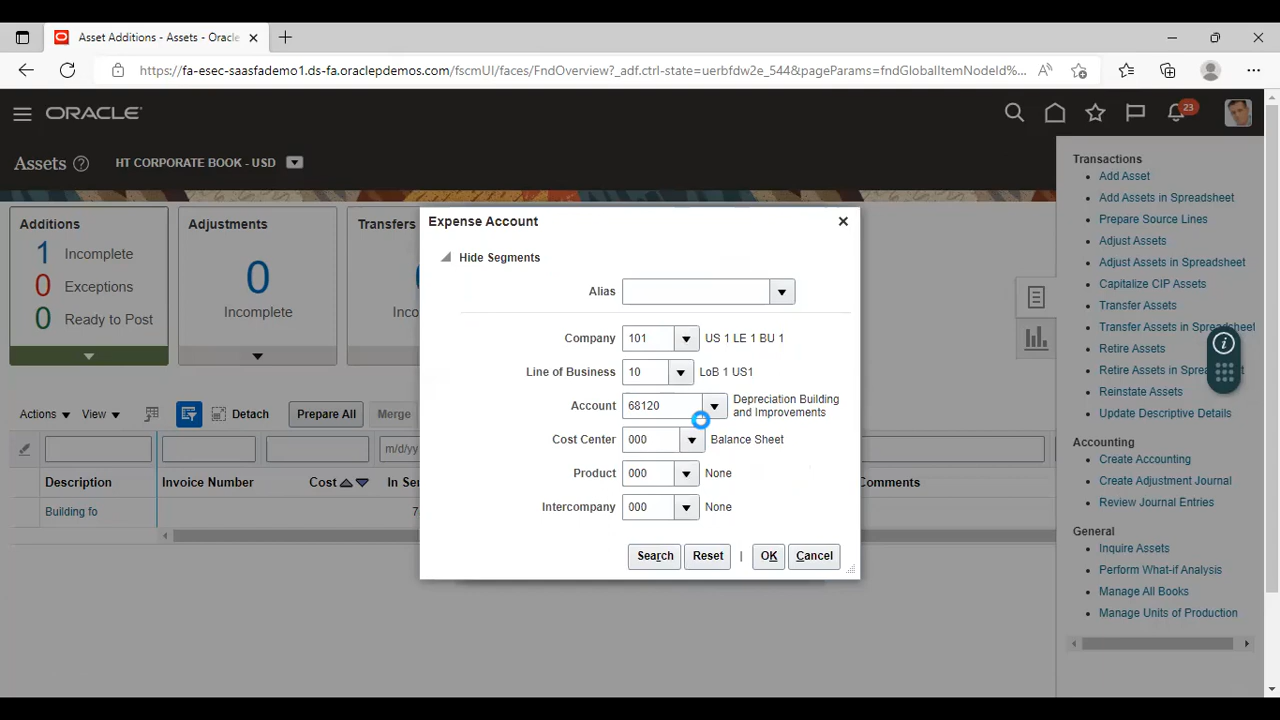 Asset Additions - Assets - Oracle
https://fa-esec-saasfademo1.ds-fa.oraclepdemos.com/fscmUI/faces/FndOverview?_adf.ctrl-state=uerbfdw2e_544&pageParams=fndGlobalItemNodeId%...
ORACLE
23
Assets
HT CORPORATE BOOK - USD
Additions
1 Incomplete
0 Exceptions
0 Ready to Post
Adjustments
0
Incomplete
Transfers
Actions
View
Detach
Prepare All
Merge
m/d/yy
Description
Invoice Number
Cost
In Ser
Comments
Building fo
7
Expense Account
Hide Segments
Alias
Company 101 US 1 LE 1 BU 1
Line of Business 10 LoB 1 US1
Account 68120 Depreciation Building and Improvements
Cost Center 000 Balance Sheet
Product 000 None
Intercompany 000 None
Search
Reset
|
OK
Cancel
Transactions
Add Asset
Add Assets in Spreadsheet
Prepare Source Lines
Adjust Assets
Adjust Assets in Spreadsheet
Capitalize CIP Assets
Transfer Assets
Transfer Assets in Spreadsheet
Retire Assets
Retire Assets in Spreadsheet
Reinstate Assets
Update Descriptive Details
Accounting
Create Accounting
Create Adjustment Journal
Review Journal Entries
General
Inquire Assets
Perform What-if Analysis
Manage All Books
Manage Units of Production